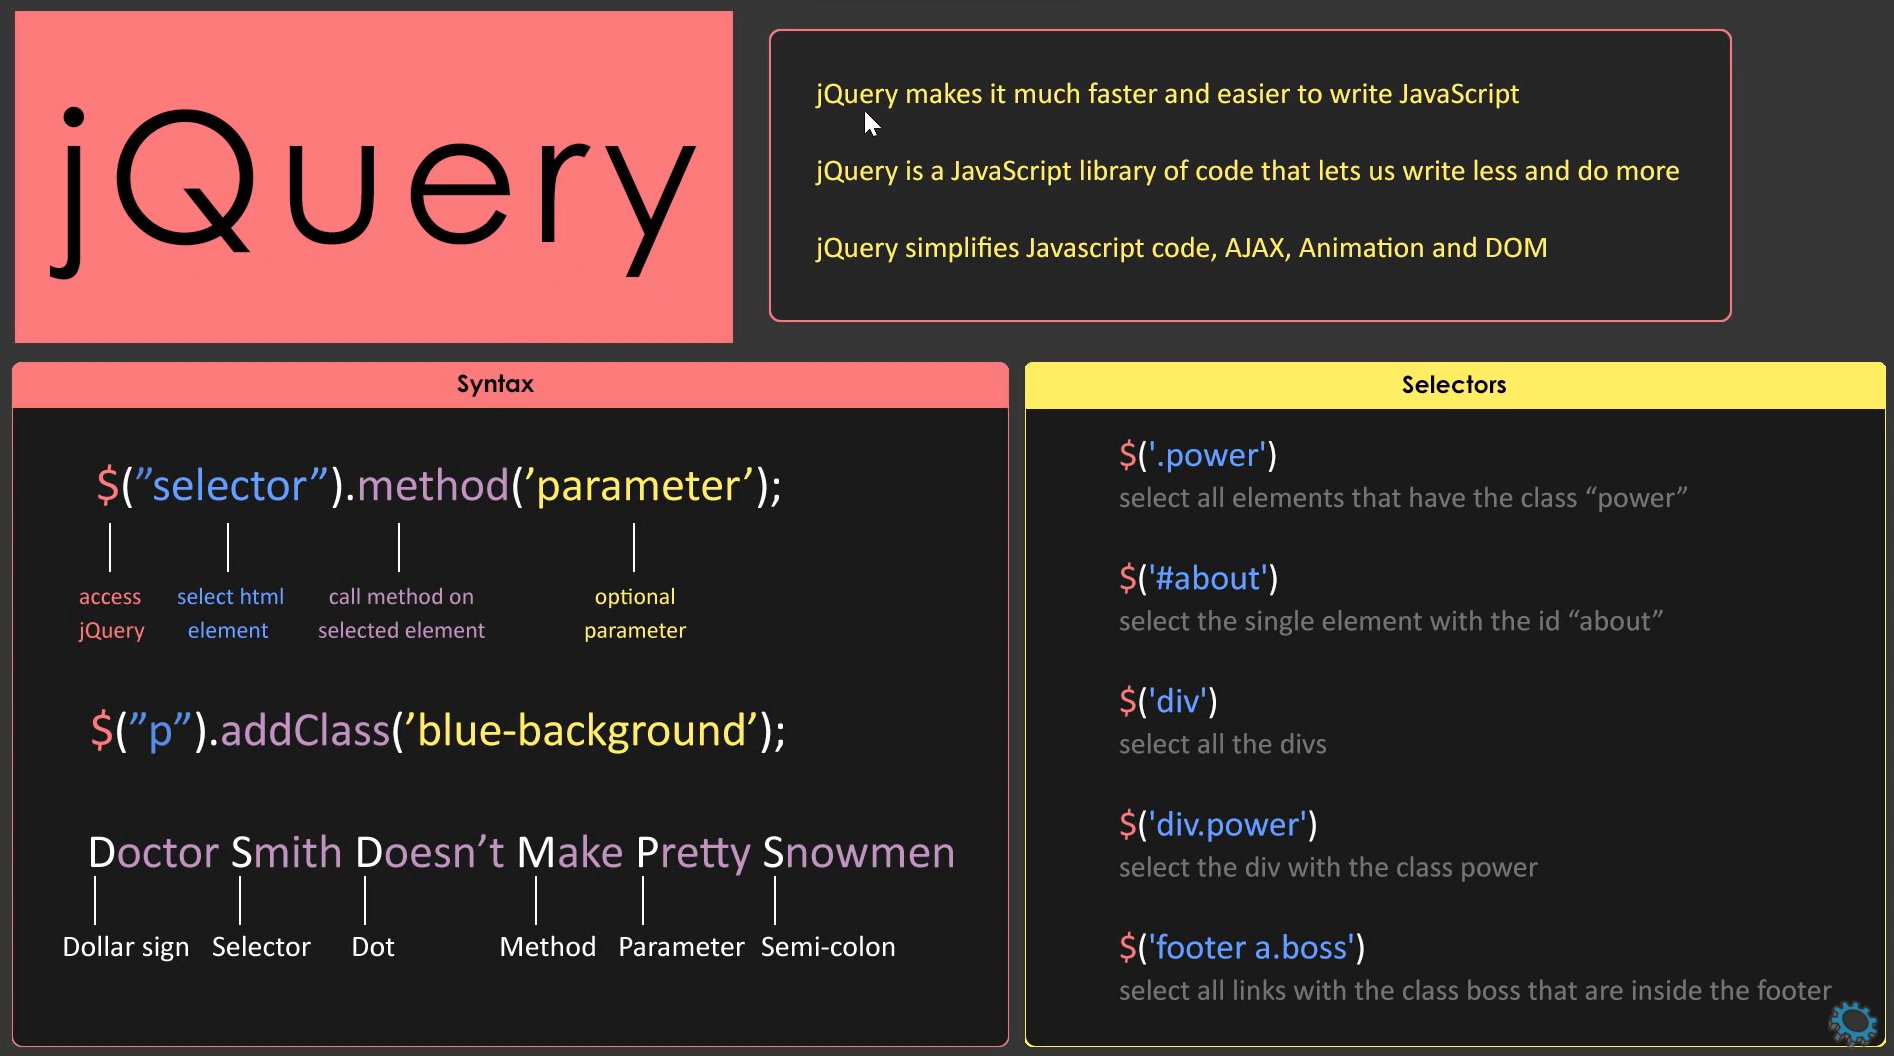 jQuery
jQuery makes it much faster and easier to write JavaScript
jQuery is a JavaScript library of code that lets us write less and do more
jQuery simplifies Javascript code, AJAX, Animation and DOM
Syntax
$(”selector”).method(’parameter’);
access jQuery
select html element
call method on selected element
optional parameter
$(”p”).addClass(’blue-background’);
Doctor Smith Doesn’t Make Pretty Snowmen
Dollar sign Selector Dot Method Parameter Semi-colon
Selectors
$('.power')
select all elements that have the class “power”
$('#about')
select the single element with the id “about”
$('div')
select all the divs
$('div.power')
select the div with the class power
$('footer a.boss')
select all links with the class boss that are inside the footer